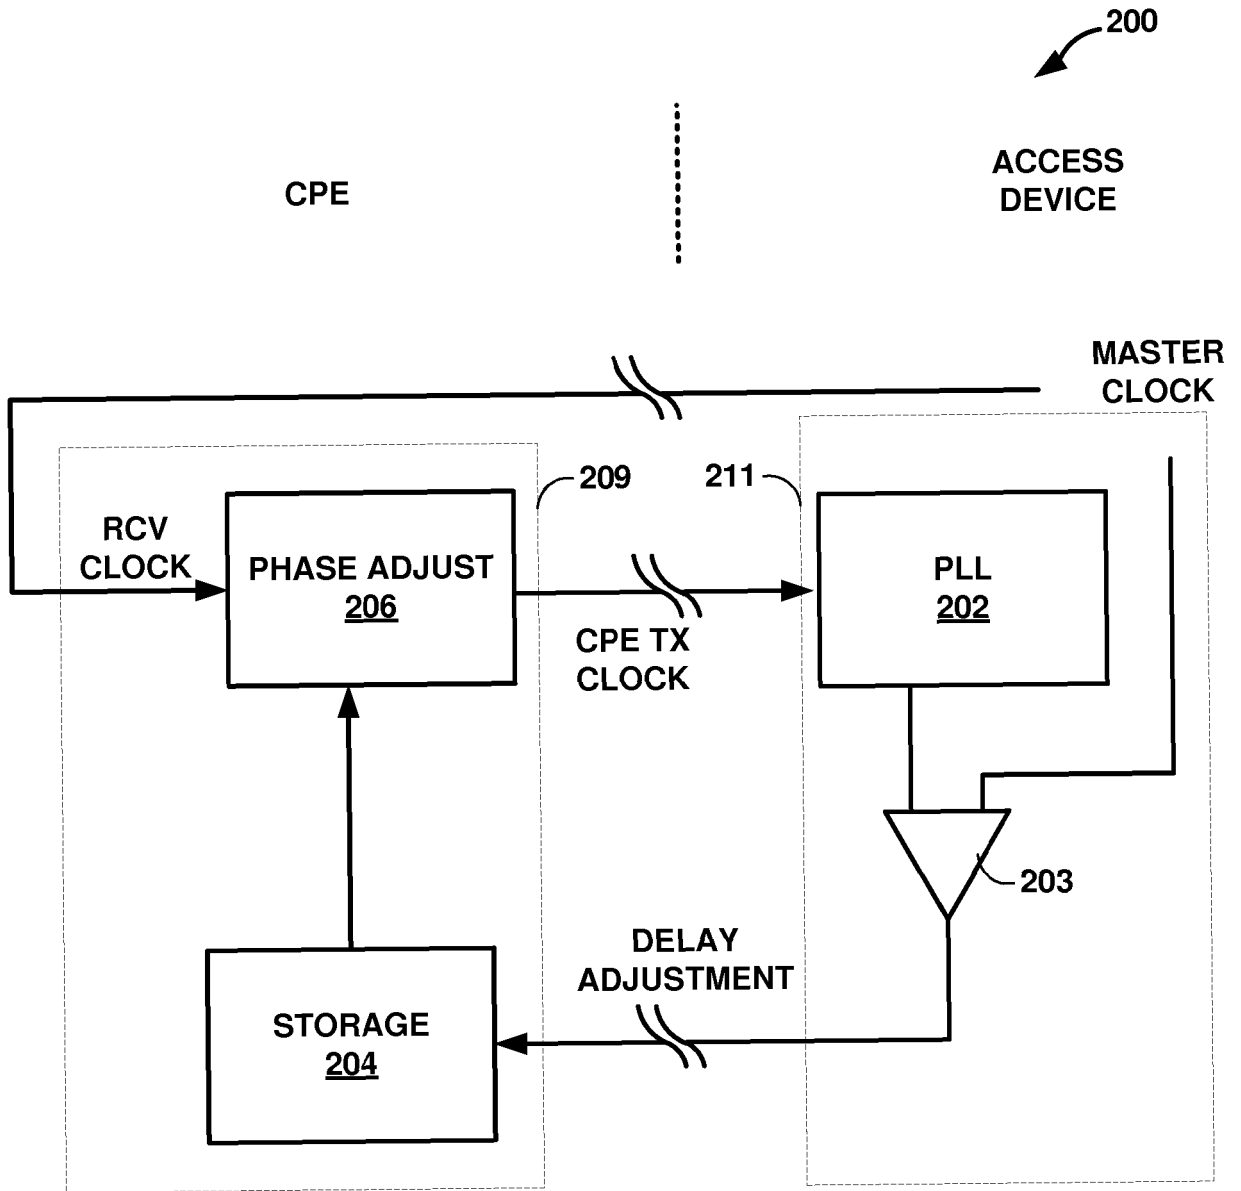 200
CPE
ACCESS
DEVICE
MASTER
CLOCK
209
211
RCV
CLOCK
PHASE ADJUST
206
PLL
202
CPE TX
CLOCK
203
DELAY
ADJUSTMENT
STORAGE
204